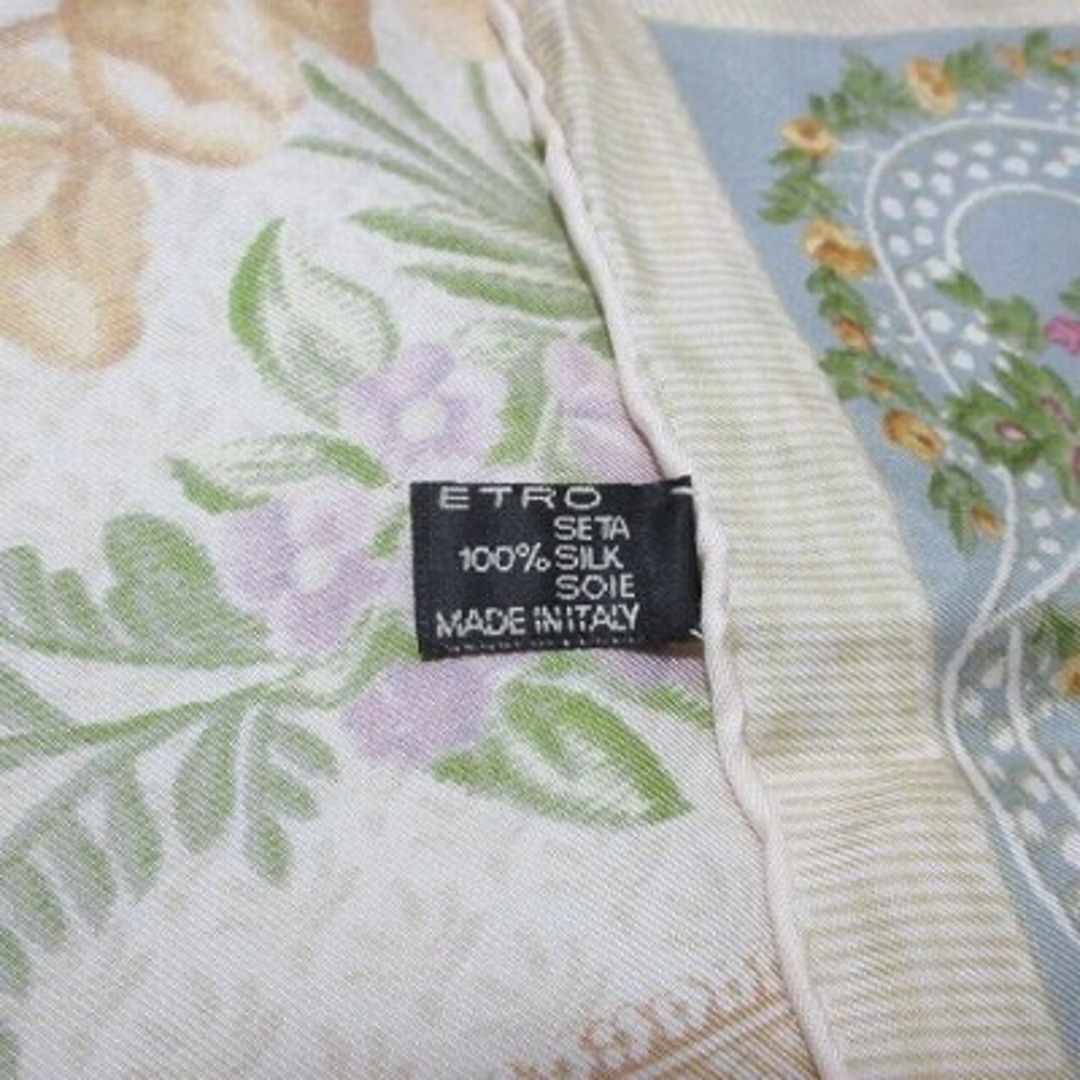 ETRO
SETA
100% SILK
SOIE
MADE IN ITALY